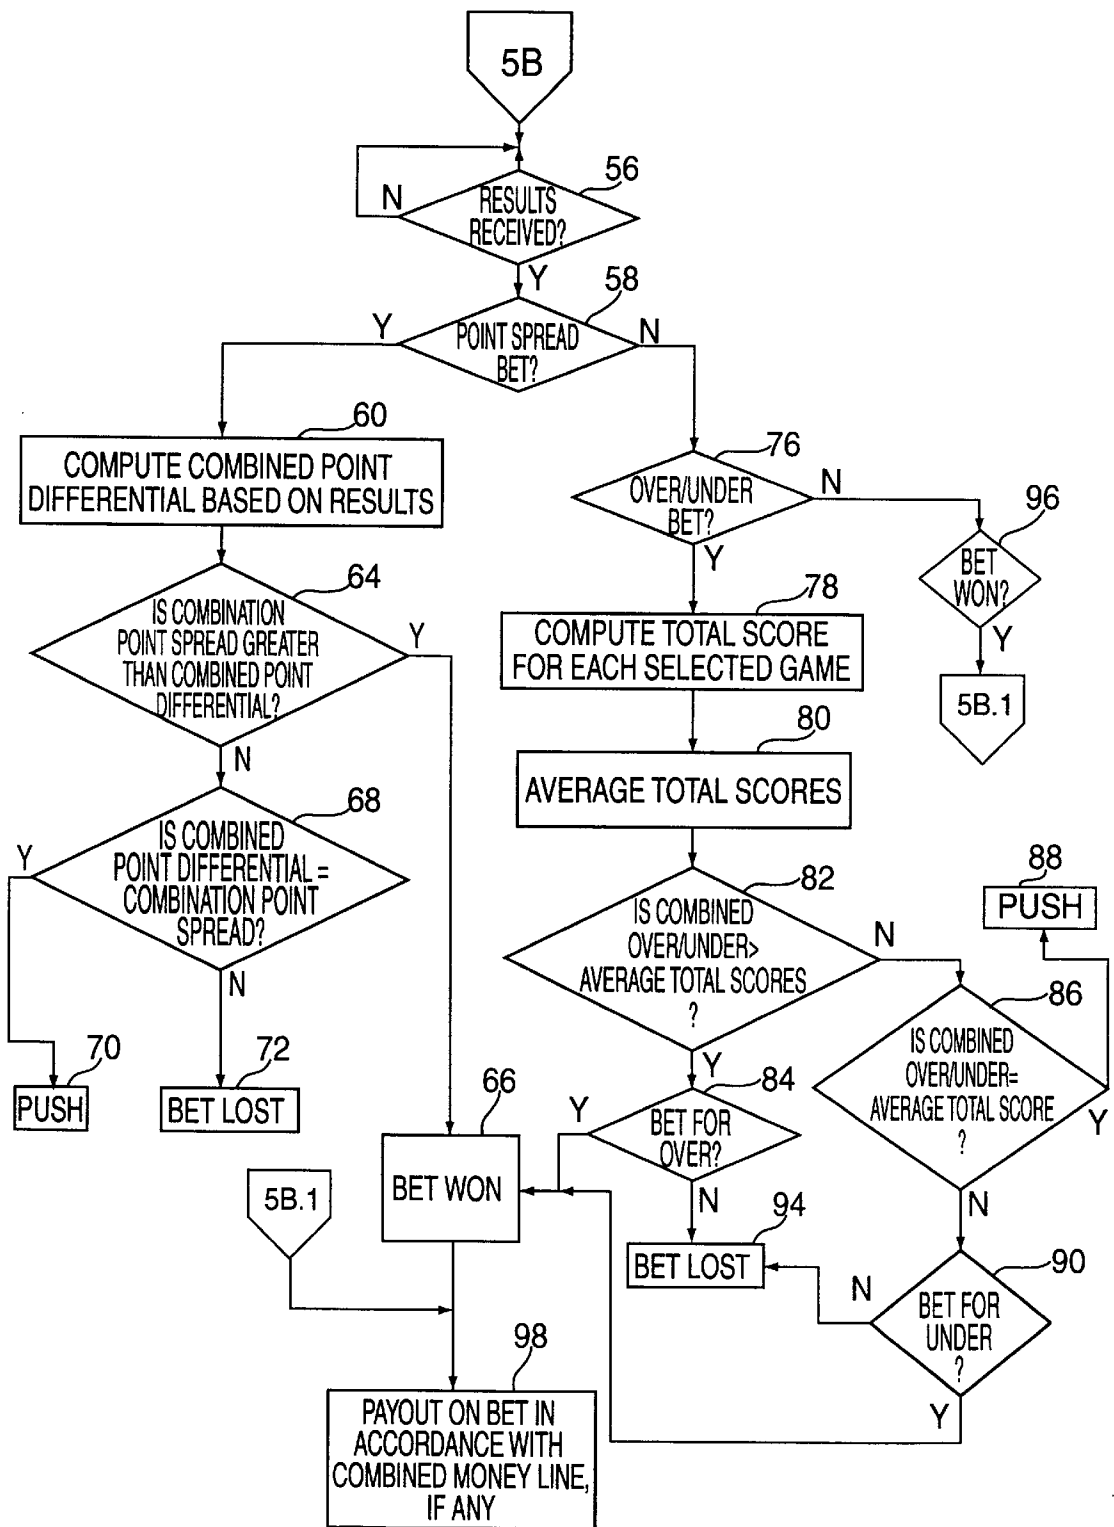 5B
56
RESULTS
RECEIVED?
N
Y
58
POINT SPREAD
BET?
Y
N
60
COMPUTE COMBINED POINT
DIFFERENTIAL BASED ON RESULTS
76
OVER/UNDER
BET?
N
Y
96
BET
WON?
Y
5B.1
64
IS COMBINATION
POINT SPREAD GREATER
THAN COMBINED POINT
DIFFERENTIAL?
Y
N
78
COMPUTE TOTAL SCORE
FOR EACH SELECTED GAME
80
AVERAGE TOTAL SCORES
68
IS COMBINED
POINT DIFFERENTIAL =
COMBINATION POINT
SPREAD?
Y
N
82
IS COMBINED
OVER/UNDER>
AVERAGE TOTAL SCORES
?
N
Y
88
PUSH
86
IS COMBINED
OVER/UNDER=
AVERAGE TOTAL SCORE
?
Y
N
70
PUSH
72
BET LOST
66
BET WON
84
BET FOR
OVER?
Y
N
94
BET LOST
90
BET FOR
UNDER
?
N
Y
5B.1
98
PAYOUT ON BET IN
ACCORDANCE WITH
COMBINED MONEY LINE,
IF ANY